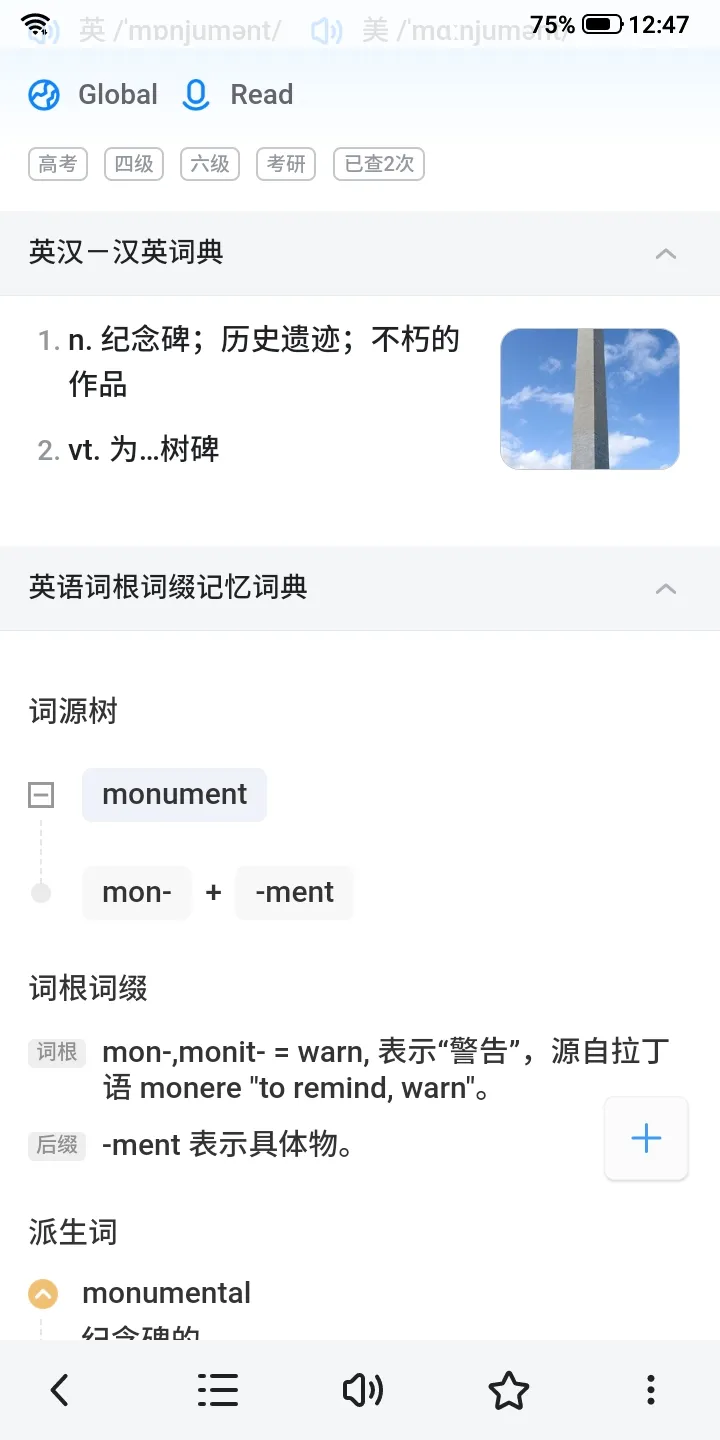 75% 12:47
英 /ˈmɒnjumənt/ 美 /ˈmɑːnjumənt/
Global Read
高考 四级 六级 考研 已查2次
英汉－汉英词典
1. n. 纪念碑；历史遗迹；不朽的
作品
2. vt. 为...树碑
英语词根词缀记忆词典
词源树
monument
mon- + -ment
词根词缀
词根 mon-,monit- = warn, 表示“警告”，源自拉丁
语 monere "to remind, warn"。
后缀 -ment 表示具体物。
派生词
monumental
纪念碑的